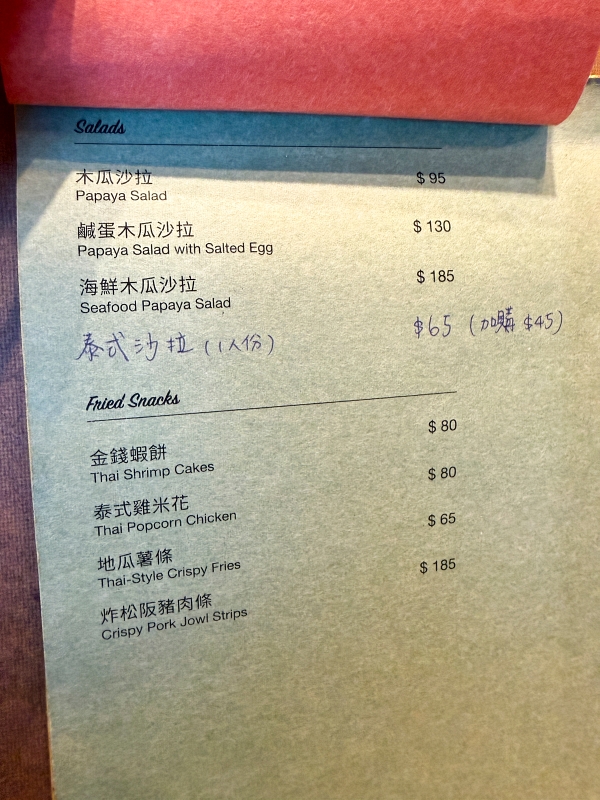 Salads
木瓜沙拉 $ 95
Papaya Salad
鹹蛋木瓜沙拉 $ 130
Papaya Salad with Salted Egg
海鮮木瓜沙拉 $ 185
Seafood Papaya Salad
泰式沙拉 (1人份) $65 (加購 $45)
Fried Snacks
金錢蝦餅 $ 80
Thai Shrimp Cakes
泰式雞米花 $ 80
Thai Popcorn Chicken
地瓜薯條 $ 65
Thai-Style Crispy Fries
炸松阪豬肉條 $ 185
Crispy Pork Jowl Strips